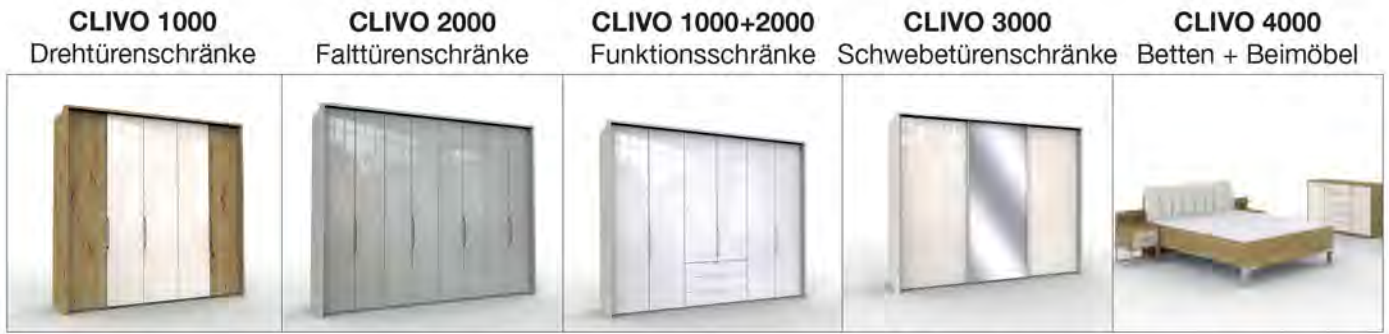 CLIVO 1000
Drehtürenschränke
CLIVO 2000
Falttürenschränke
CLIVO 1000+2000
Funktionsschränke
CLIVO 3000
Schwebetürenschränke
CLIVO 4000
Betten + Beimöbel